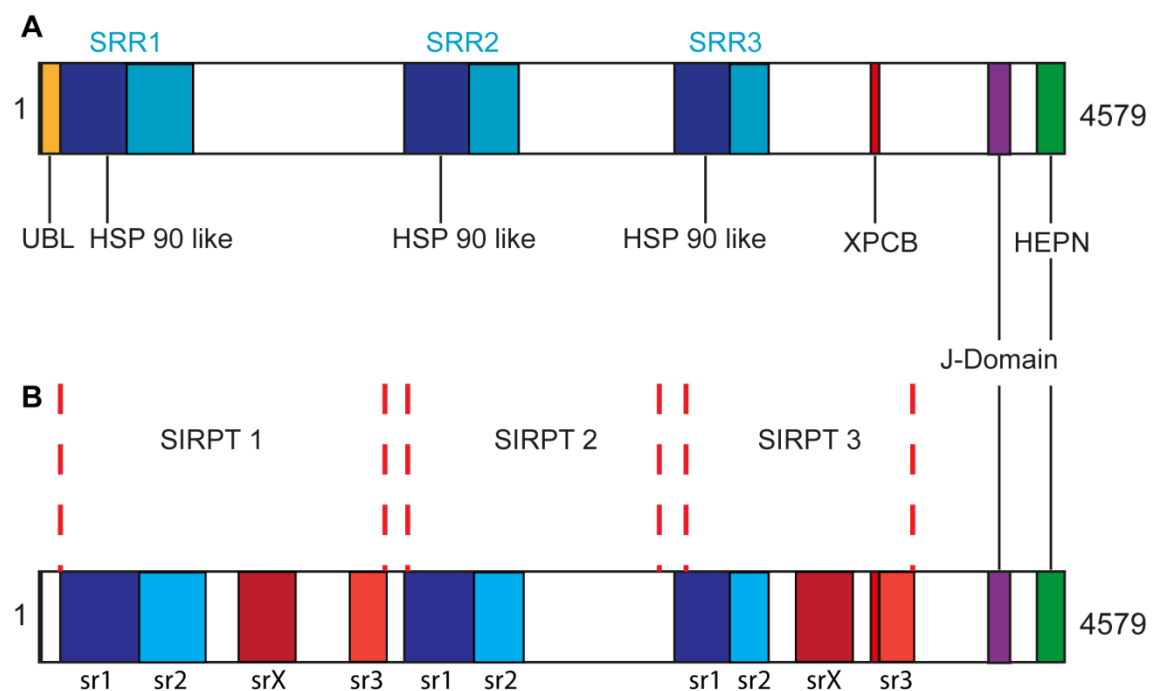 A
SRR1 SRR2 SRR3
1 4579
UBL HSP 90 like HSP 90 like HSP 90 like XPCB HEPN
J-Domain
B
SIRPT 1 SIRPT 2 SIRPT 3
1 4579
sr1 sr2 srX sr3 sr1 sr2 sr1 sr2 srX sr3